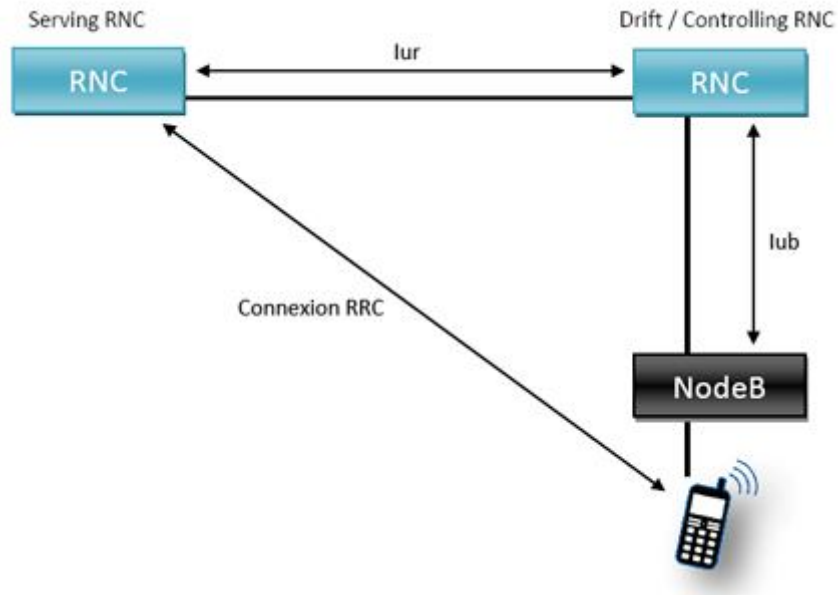 Serving RNC
Drift / Controlling RNC
RNC
Iur
RNC
Iub
Connexion RRC
NodeB